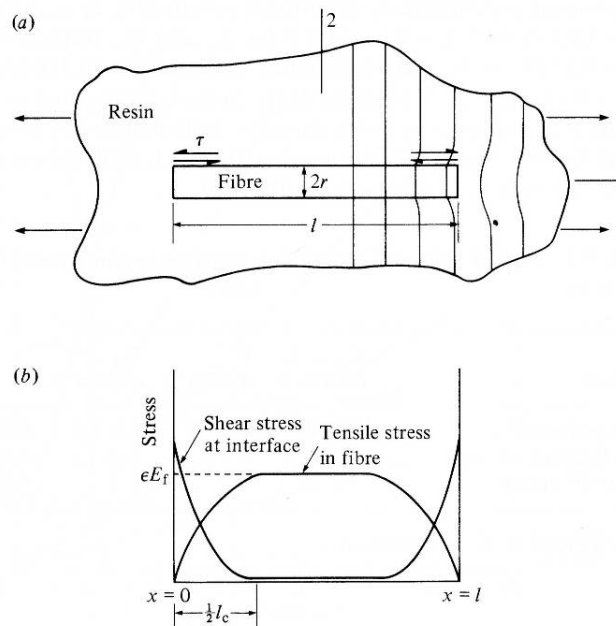 (a)
2
Resin
τ
Fibre
2r
l
(b)
Stress
Shear stress
at interface
Tensile stress
in fibre
ϵE_f
x = 0
x = l
½l_c